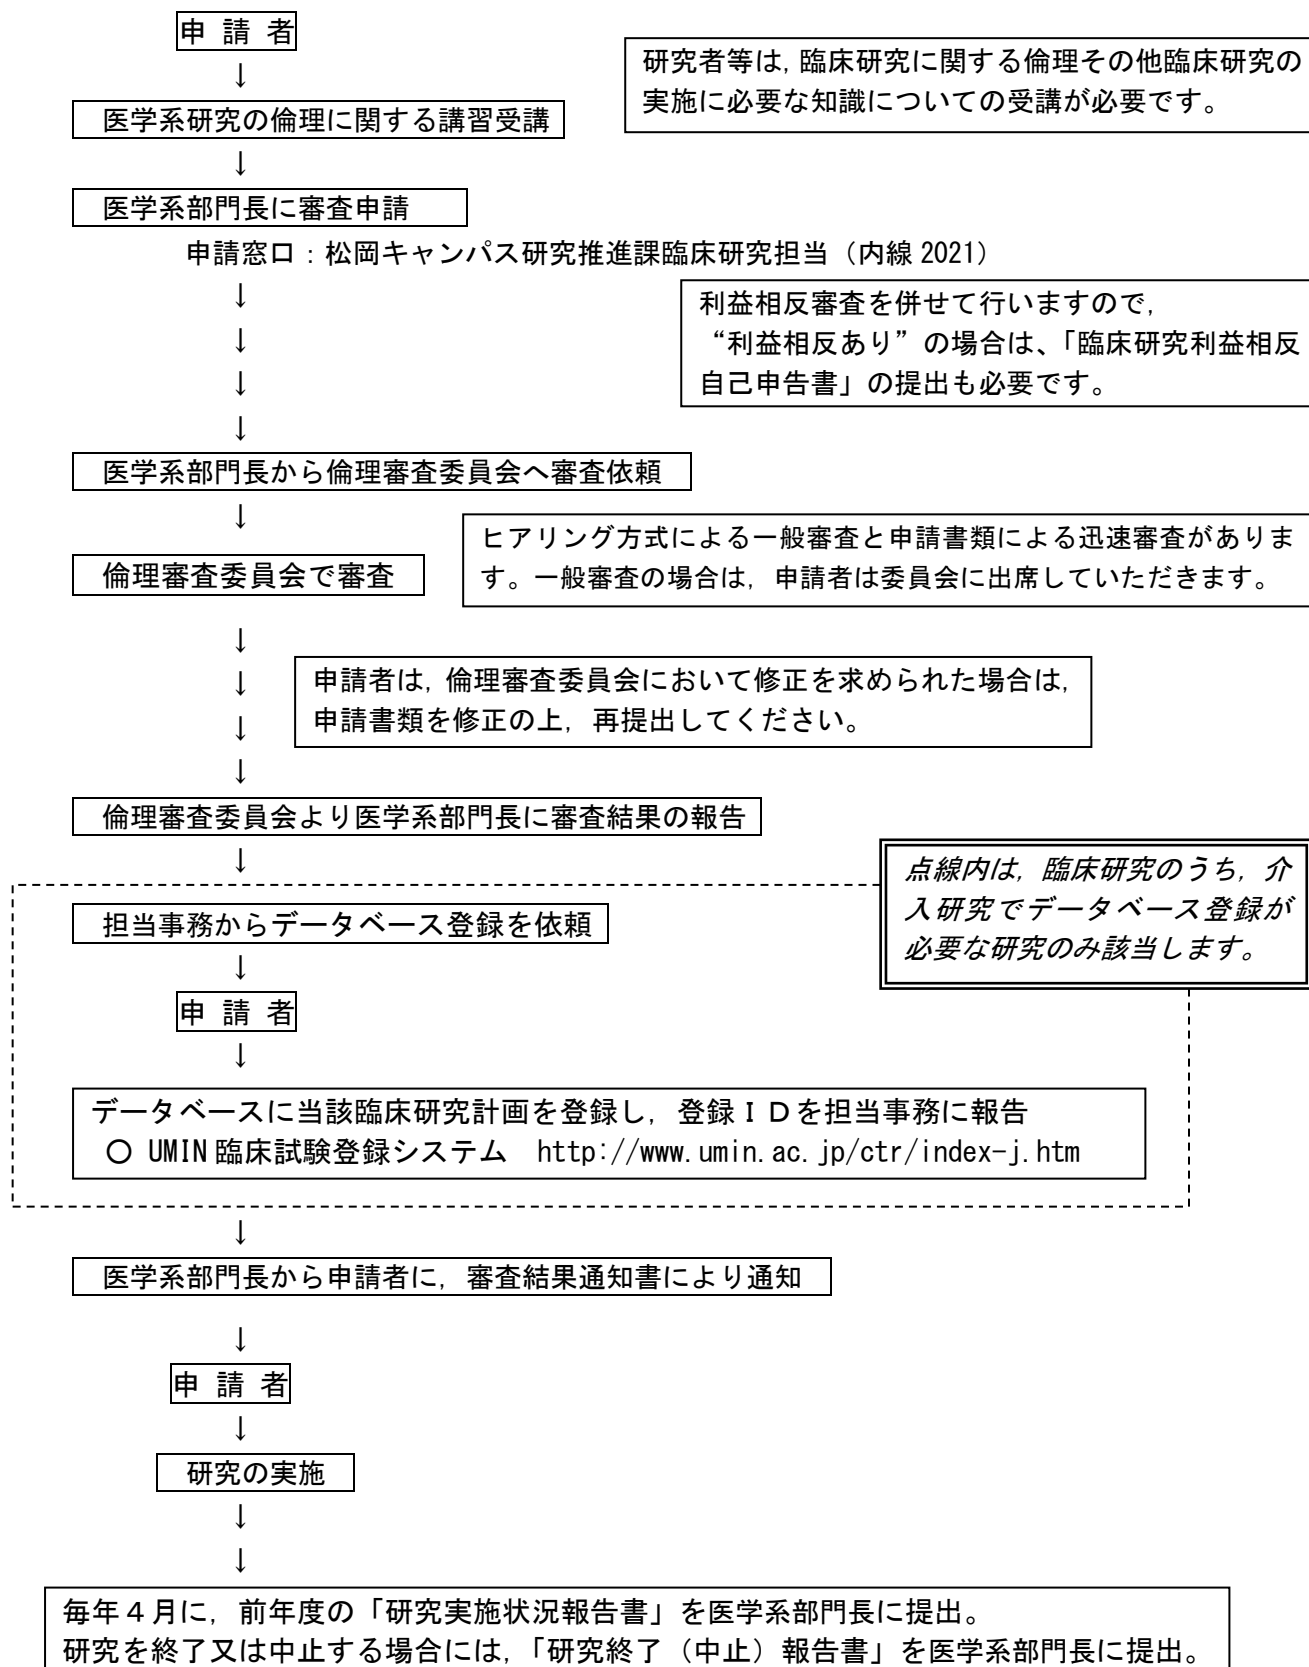 申 請 者
↓
研究者等は，臨床研究に関する倫理その他臨床研究の
実施に必要な知識についての受講が必要です。
医学系研究の倫理に関する講習受講
↓
医学系部門長に審査申請
申請窓口：松岡キャンパス研究推進課臨床研究担当（内線 2021）
↓
利益相反審査を併せて行いますので，
“利益相反あり”の場合は、「臨床研究利益相反
自己申告書」の提出も必要です。
↓
↓
↓
医学系部門長から倫理審査委員会へ審査依頼
↓
ヒアリング方式による一般審査と申請書類による迅速審査がありま
す。一般審査の場合は，申請者は委員会に出席していただきます。
倫理審査委員会で審査
↓
↓
申請者は，倫理審査委員会において修正を求められた場合は，
申請書類を修正の上，再提出してください。
↓
↓
倫理審査委員会より医学系部門長に審査結果の報告
↓
点線内は，臨床研究のうち，介
入研究でデータベース登録が
必要な研究のみ該当します。
担当事務からデータベース登録を依頼
↓
申 請 者
↓
データベースに当該臨床研究計画を登録し，登録ＩＤを担当事務に報告
○ UMIN 臨床試験登録システム　http://www.umin.ac.jp/ctr/index-j.htm
↓
医学系部門長から申請者に，審査結果通知書により通知
↓
申 請 者
↓
研究の実施
↓
↓
毎年４月に，前年度の「研究実施状況報告書」を医学系部門長に提出。
研究を終了又は中止する場合には，「研究終了（中止）報告書」を医学系部門長に提出。